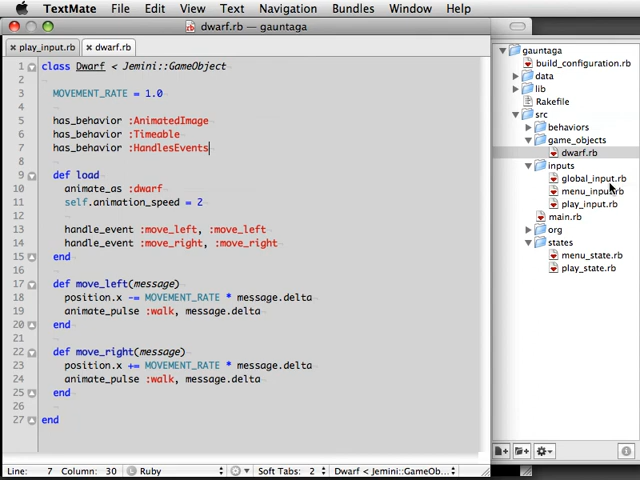 TextMate File Edit View Text Navigation Bundles Window Help
dwarf.rb — gauntaga
play_input.rb dwarf.rb
1 class Dwarf < Jemini::GameObject
2
3 MOVEMENT_RATE = 1.0
4
5 has_behavior :AnimatedImage
6 has_behavior :Timeable
7 has_behavior :HandlesEvents
8
9 def load
10 animate_as :dwarf
11 self.animation_speed = 2
12
13 handle_event :move_left, :move_left
14 handle_event :move_right, :move_right
15 end
16
17 def move_left(message)
18 position.x -= MOVEMENT_RATE * message.delta
19 animate_pulse :walk, message.delta
20 end
21
22 def move_right(message)
23 position.x += MOVEMENT_RATE * message.delta
24 animate_pulse :walk, message.delta
25 end
26
27 end
Line: 7 Column: 30 Ruby Soft Tabs: 2 Dwarf < Jemini::GameOb...
gauntaga
build_configuration.rb
data
lib
Rakefile
src
behaviors
game_objects
dwarf.rb
inputs
global_input.rb
menu_input.rb
play_input.rb
main.rb
org
states
menu_state.rb
play_state.rb